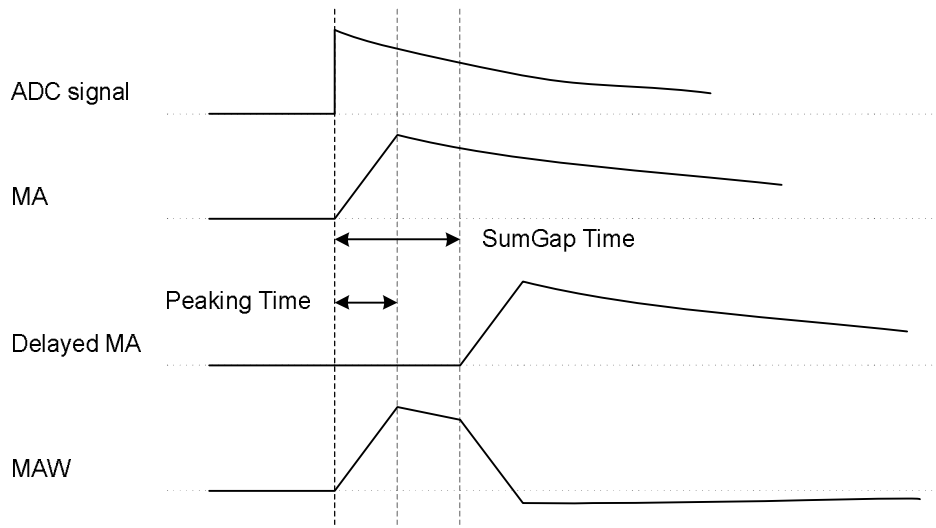 ADC signal
MA
SumGap Time
Peaking Time
Delayed MA
MAW